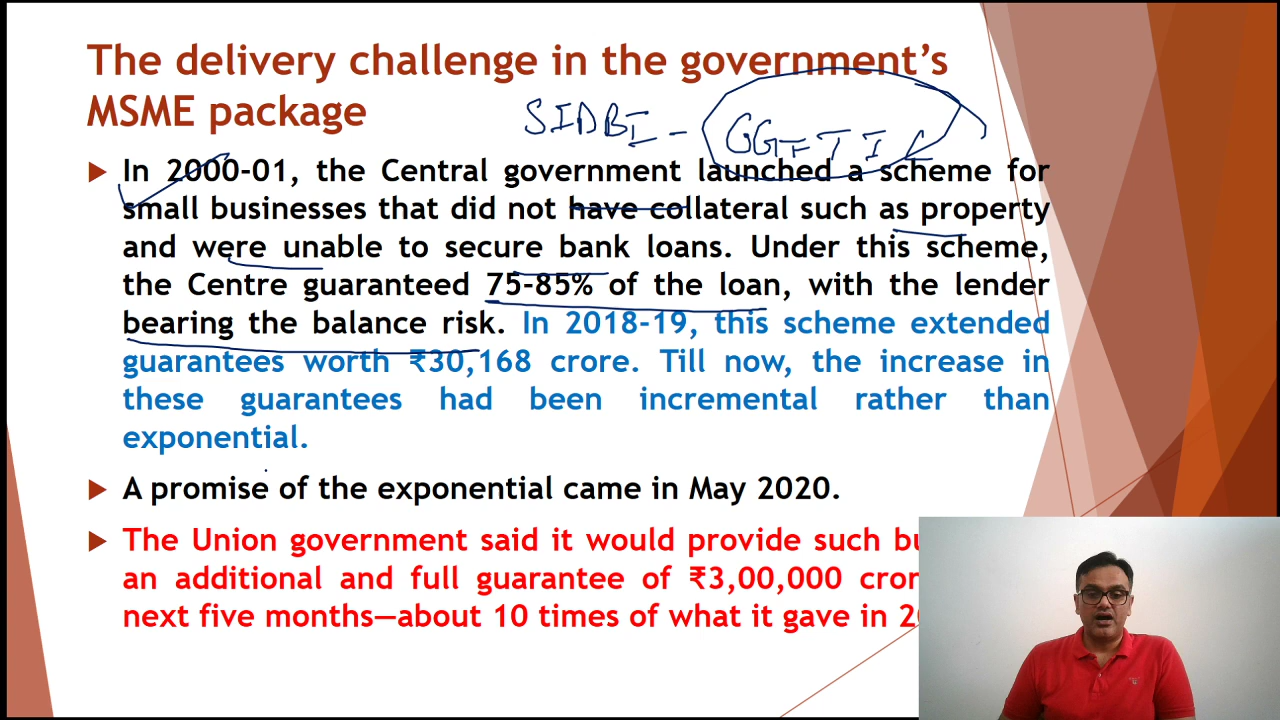 The delivery challenge in the government's
MSME package
SIDBI -
In 2000-01, the Central government launched a scheme for
small businesses that did not have collateral such as property
and were unable to secure bank loans. Under this scheme,
the Centre guaranteed 75-85% of the loan, with the lender
bearing the balance risk. In 2018-19, this scheme extended
guarantees worth ₹30,168 crore. Till now, the increase in
these guarantees had been incremental rather than
exponential.
A promise of the exponential came in May 2020.
The Union government said it would provide such
an additional and full guarantee of ₹3,00,000
next five months—about 10 times of what it gave in